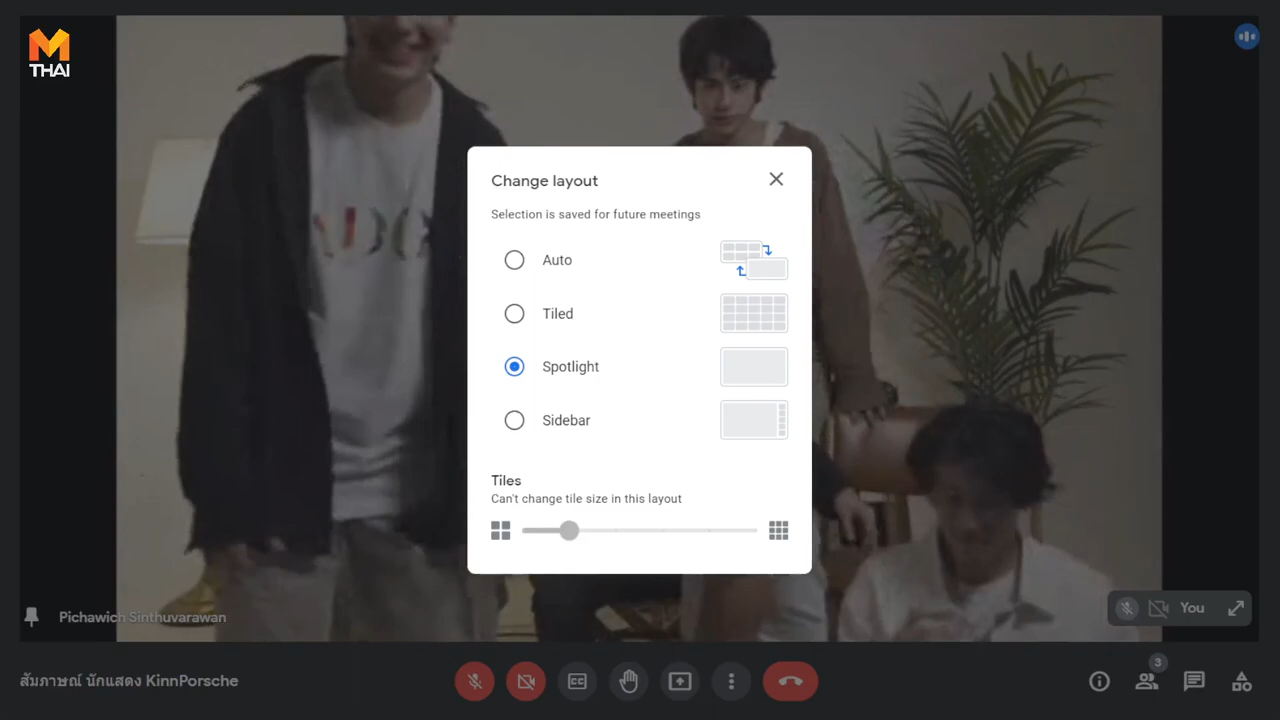 M
THAI
Change layout
Selection is saved for future meetings
Auto
Tiled
Spotlight
Sidebar
Tiles
Can't change tile size in this layout
Pichawich Sinthuvarawan
You
สัมภาษณ์ นักแสดง KinnPorsche
CC
3